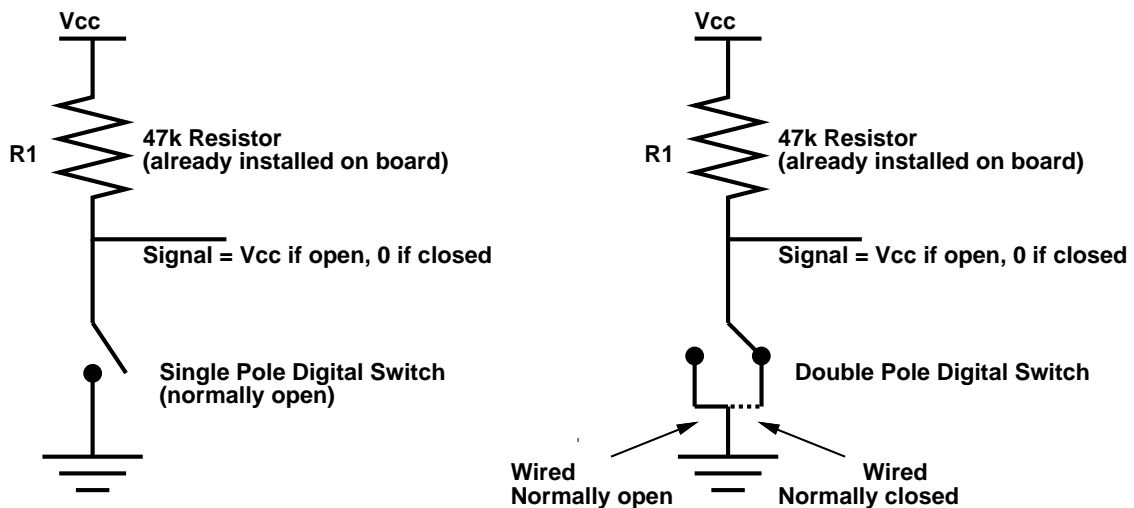 Vcc
R1
47k Resistor
(already installed on board)
Signal = Vcc if open, 0 if closed
Single Pole Digital Switch
(normally open)
Vcc
R1
47k Resistor
(already installed on board)
Signal = Vcc if open, 0 if closed
Double Pole Digital Switch
Wired
Normally open
Wired
Normally closed